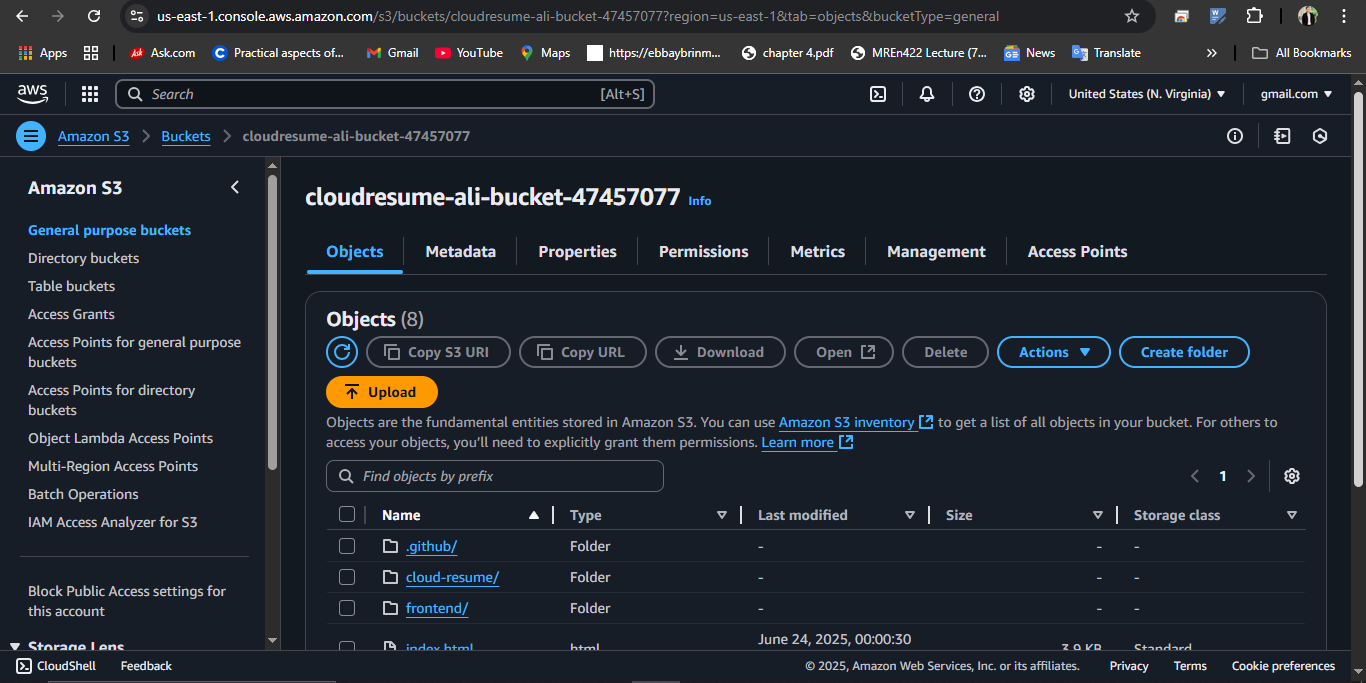 us-east-1.console.aws.amazon.com/s3/buckets/cloudresume-ali-bucket-47457077?region=us-east-1&tab=objects&bucketType=general
Apps Ask Ask.com Practical aspects of... Gmail YouTube Maps https://ebbaybrinm... chapter 4.pdf MREn422 Lecture (7... News Translate » All Bookmarks
aws Search [Alt+S] United States (N. Virginia) gmail.com
Amazon S3 Buckets cloudresume-ali-bucket-47457077
Amazon S3
General purpose buckets
Directory buckets
Table buckets
Access Grants
Access Points for general purpose
buckets
Access Points for directory
buckets
Object Lambda Access Points
Multi-Region Access Points
Batch Operations
IAM Access Analyzer for S3
Block Public Access settings for
this account
Storage Lens
cloudresume-ali-bucket-47457077 Info
Objects Metadata Properties Permissions Metrics Management Access Points
Objects (8)
Copy S3 URI Copy URL Download Open Delete Actions Create folder
Upload
Objects are the fundamental entities stored in Amazon S3. You can use Amazon S3 inventory to get a list of all objects in your bucket. For others to
access your objects, you'll need to explicitly grant them permissions. Learn more
Find objects by prefix 1
Name Type Last modified Size Storage class
.github/ Folder - - -
cloud-resume/ Folder - - -
frontend/ Folder - - -
June 24, 2025, 00:00:30
index.html html 3.9 KB Standard
CloudShell Feedback © 2025, Amazon Web Services, Inc. or its affiliates. Privacy Terms Cookie preferences